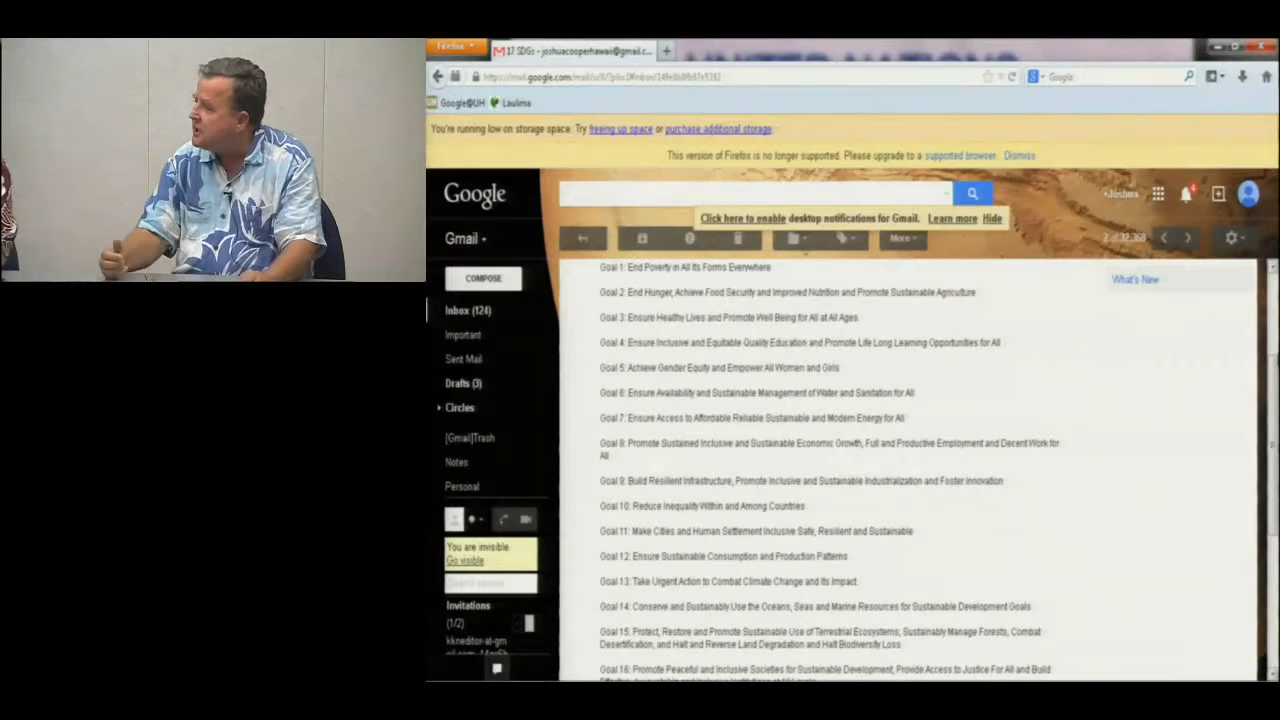 Firefox
17 SDGs - joshuacooperhawaii@gmail.c...
UNITED NATIONS
Google
Google@UH Laulima
You're running low on storage space. Try freeing up space or purchase additional storage.
This version of Firefox is no longer supported. Please upgrade to a supported browser. Dismiss
Google
+Joshua
4
Click here to enable desktop notifications for Gmail. Learn more Hide
Gmail
More
2 of 32,368
COMPOSE
Inbox (124)
Important
Sent Mail
Drafts (3)
Circles
[Gmail]Trash
Notes
Personal
You are invisible.
Go visible
Search people...
Invitations
(1/2)
kkneditor-at-gm
Goal 1: End Poverty in All Its Forms Everywhere
Goal 2: End Hunger, Achieve Food Security and Improved Nutrition and Promote Sustainable Agriculture
Goal 3: Ensure Healthy Lives and Promote Well Being for All at All Ages
Goal 4: Ensure Inclusive and Equitable Quality Education and Promote Life Long Learning Opportunities for All
Goal 5: Achieve Gender Equity and Empower All Women and Girls
Goal 6: Ensure Availability and Sustainable Management of Water and Sanitation for All
Goal 7: Ensure Access to Affordable Reliable Sustainable and Modern Energy for All
Goal 8: Promote Sustained Inclusive and Sustainable Economic Growth, Full and Productive Employment and Decent Work for
All
Goal 9: Build Resilient Infrastructure, Promote Inclusive and Sustainable Industrialization and Foster Innovation
Goal 10: Reduce Inequality Within and Among Countries
Goal 11: Make Cities and Human Settlement Inclusive Safe, Resilient and Sustainable
Goal 12: Ensure Sustainable Consumption and Production Patterns
Goal 13: Take Urgent Action to Combat Climate Change and Its Impact
Goal 14: Conserve and Sustainably Use the Oceans, Seas and Marine Resources for Sustainable Development Goals
Goal 15: Protect, Restore and Promote Sustainable Use of Terrestrial Ecosystems, Sustainably Manage Forests, Combat
Desertification, and Halt and Reverse Land Degradation and Halt Biodiversity Loss
Goal 16: Promote Peaceful and Inclusive Societies for Sustainable Development, Provide Access to Justice For All and Build
What's New